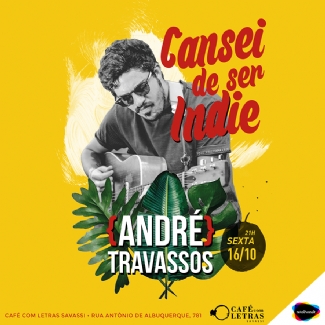 Cansei
de ser
Indie
{ANDRÉ}
TRAVASSOS
21H
SEXTA
16/10
CAFÉ COM LETRAS SAVASSI • RUA ANTÔNIO DE ALBUQUERQUE, 781
CAFÉ COM
LETRAS
SAVASSI